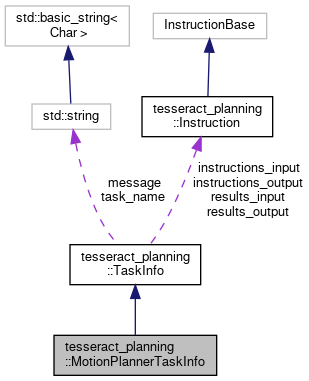 std::basic_string<
Char >
InstructionBase
std::string
tesseract_planning
::Instruction
message
task_name
instructions_input
instructions_output
results_input
results_output
tesseract_planning
::TaskInfo
tesseract_planning
::MotionPlannerTaskInfo